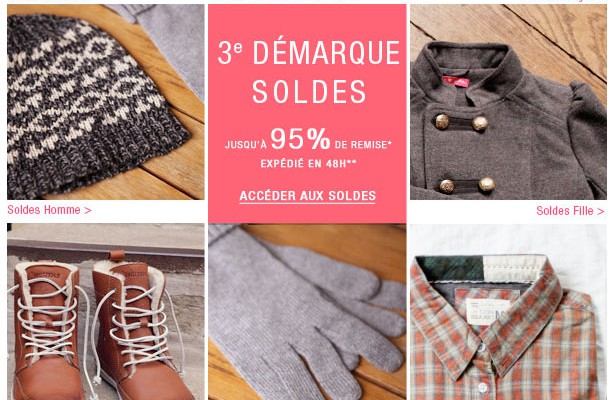 3e DÉMARQUE
SOLDES
JUSQU'À 95% DE REMISE*
EXPÉDIÉ EN 48H**
ACCÉDER AUX SOLDES
Soldes Homme >
Soldes Fille >